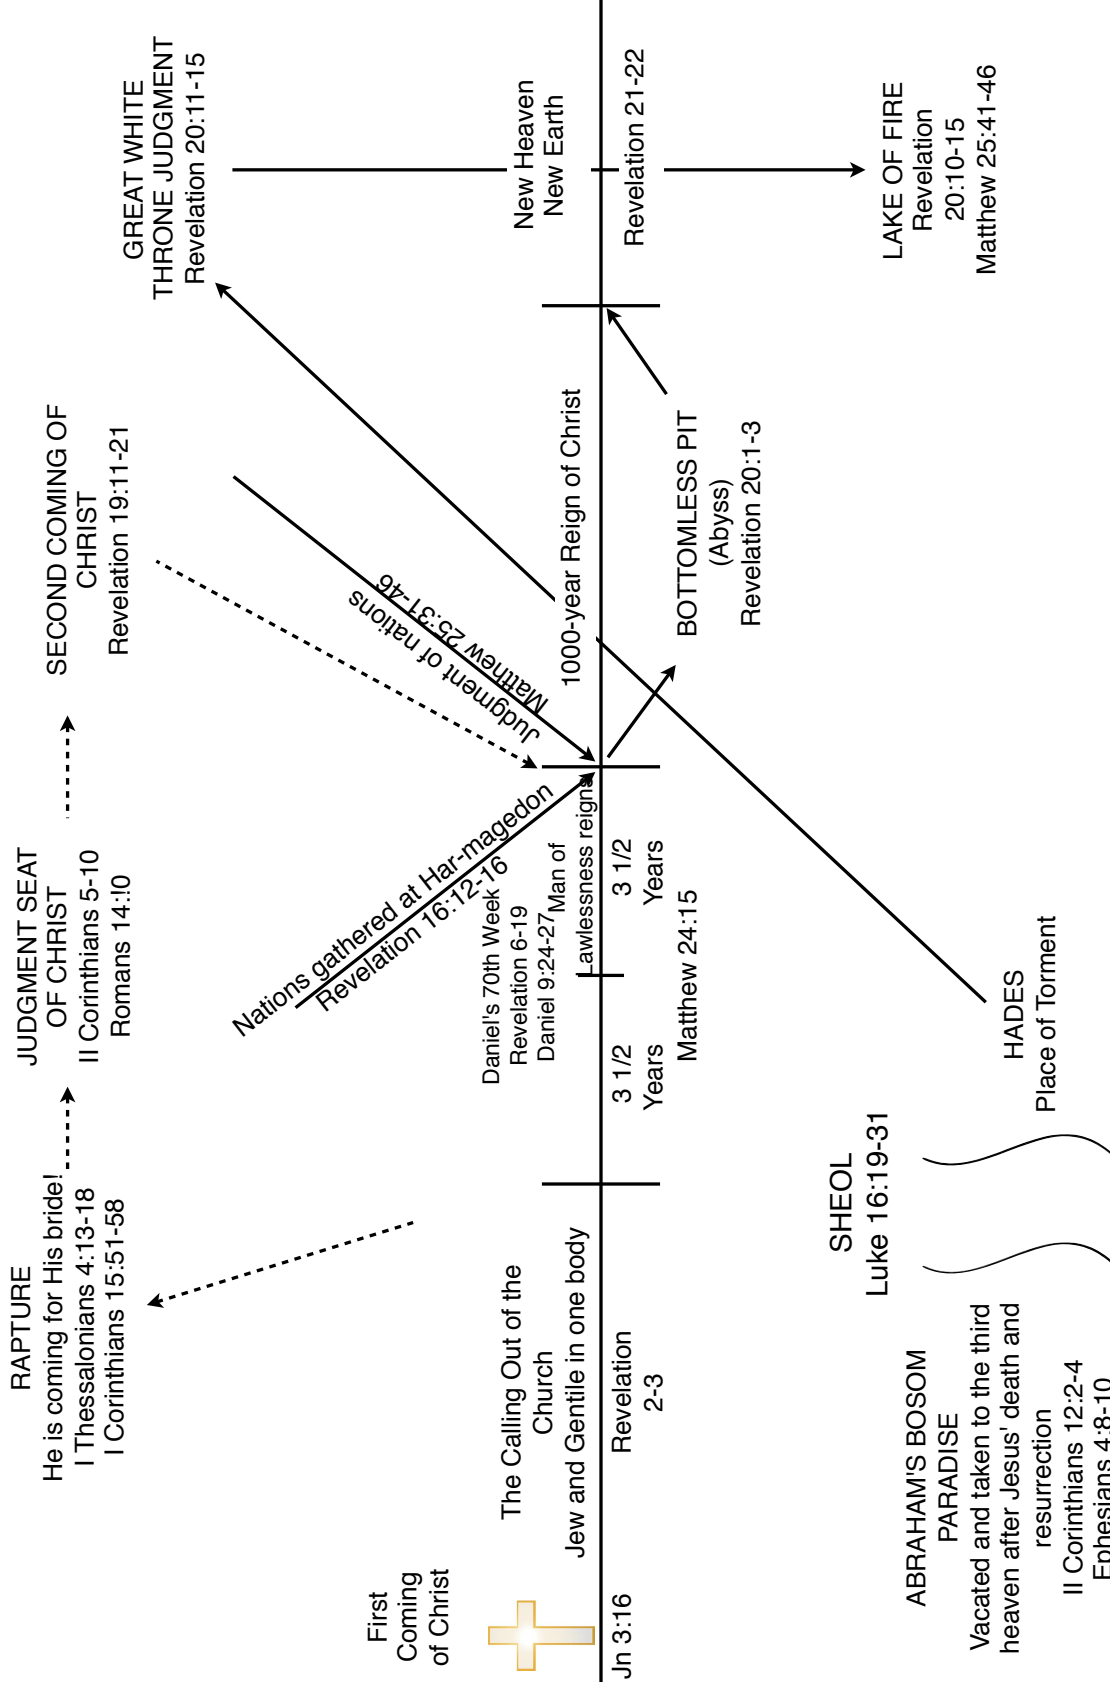 RAPTURE
He is coming for His bride!
I Thessalonians 4:13-18
I Corinthians 15:51-58
JUDGMENT SEAT
OF CHRIST
II Corinthians 5-10
Romans 14:!0
SECOND COMING OF
CHRIST
Revelation 19:11-21
GREAT WHITE
THRONE JUDGMENT
Revelation 20:11-15
First
Coming
of Christ
Jn 3:16
The Calling Out of the
Church
Jew and Gentile in one body
Revelation
2-3
Nations gathered at Har-magedon
Revelation 16:12-16
Daniel's 70th Week
Revelation 6-19
Daniel 9:24-27
Man of
Lawlessness reigns
3 1/2
Years
3 1/2
Years
Matthew 24:15
Judgment of nations
Matthew 25:31-46
1000-year Reign of Christ
BOTTOMLESS PIT
(Abyss)
Revelation 20:1-3
New Heaven
New Earth
Revelation 21-22
LAKE OF FIRE
Revelation
20:10-15
Matthew 25:41-46
SHEOL
Luke 16:19-31
ABRAHAM'S BOSOM
PARADISE
Vacated and taken to the third
heaven after Jesus' death and
resurrection
II Corinthians 12:2-4
Ephesians 4:8-10
HADES
Place of Torment